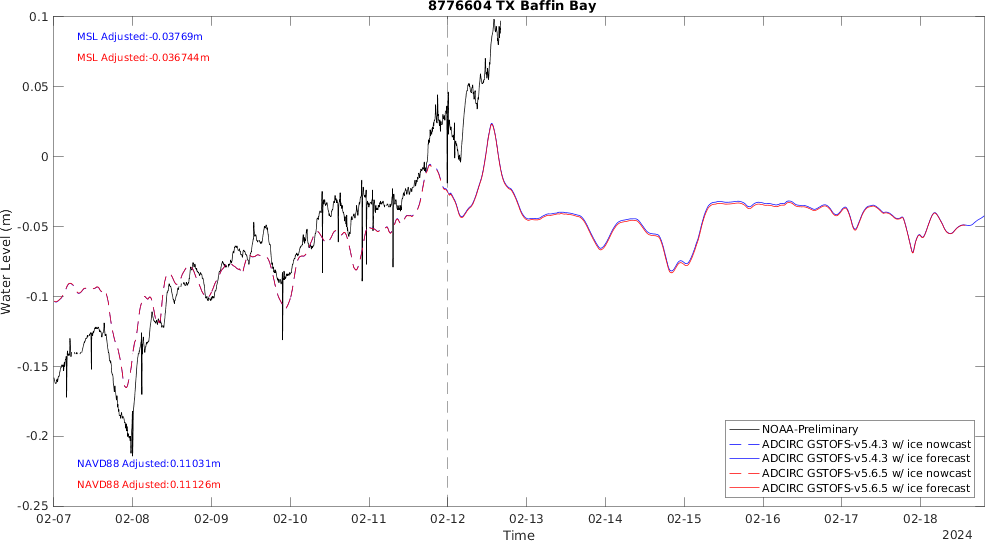 8776604 TX Baffin Bay
0.1
0.05
0
-0.05
-0.1
-0.15
-0.2
-0.25
Water Level (m)
MSL Adjusted:-0.03769m
MSL Adjusted:-0.036744m
NAVD88 Adjusted:0.11031m
NAVD88 Adjusted:0.11126m
NOAA-Preliminary
ADCIRC GSTOFS-v5.4.3 w/ ice nowcast
ADCIRC GSTOFS-v5.4.3 w/ ice forecast
ADCIRC GSTOFS-v5.6.5 w/ ice nowcast
ADCIRC GSTOFS-v5.6.5 w/ ice forecast
02-07 02-08 02-09 02-10 02-11 02-12 02-13 02-14 02-15 02-16 02-17 02-18
Time
2024